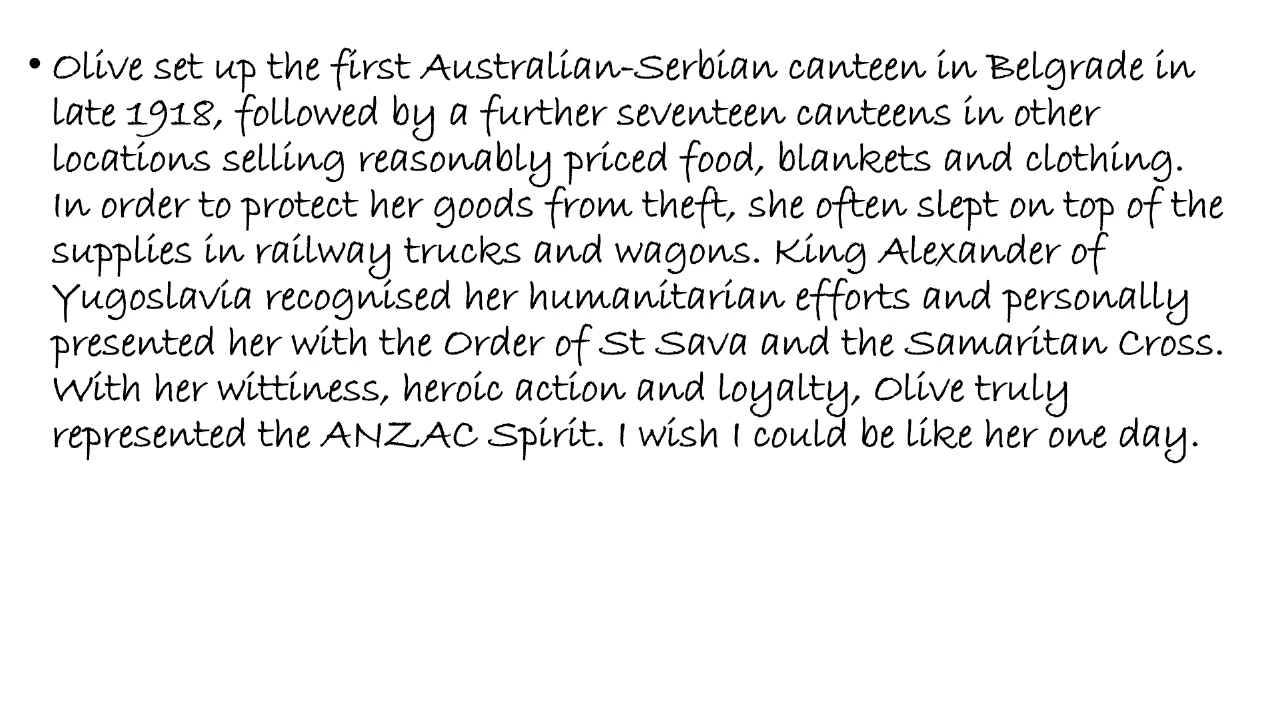 • Olive set up the first Australian-Serbian canteen in Belgrade in
late 1918, followed by a further seventeen canteens in other
locations selling reasonably priced food, blankets and clothing.
In order to protect her goods from theft, she often slept on top of the
supplies in railway trucks and wagons. King Alexander of
Yugoslavia recognised her humanitarian efforts and personally
presented her with the Order of St Sava and the Samaritan Cross.
With her wittiness, heroic action and loyalty, Olive truly
represented the ANZAC Spirit. I wish I could be like her one day.